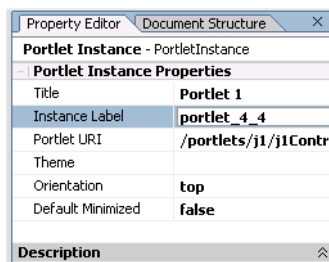 Property Editor Document Structure
Portlet Instance - PortletInstance
Portlet Instance Properties
Title Portlet 1
Instance Label portlet_4_4
Portlet URI /portlets/j1/j1Contr
Theme
Orientation top
Default Minimized false
Description